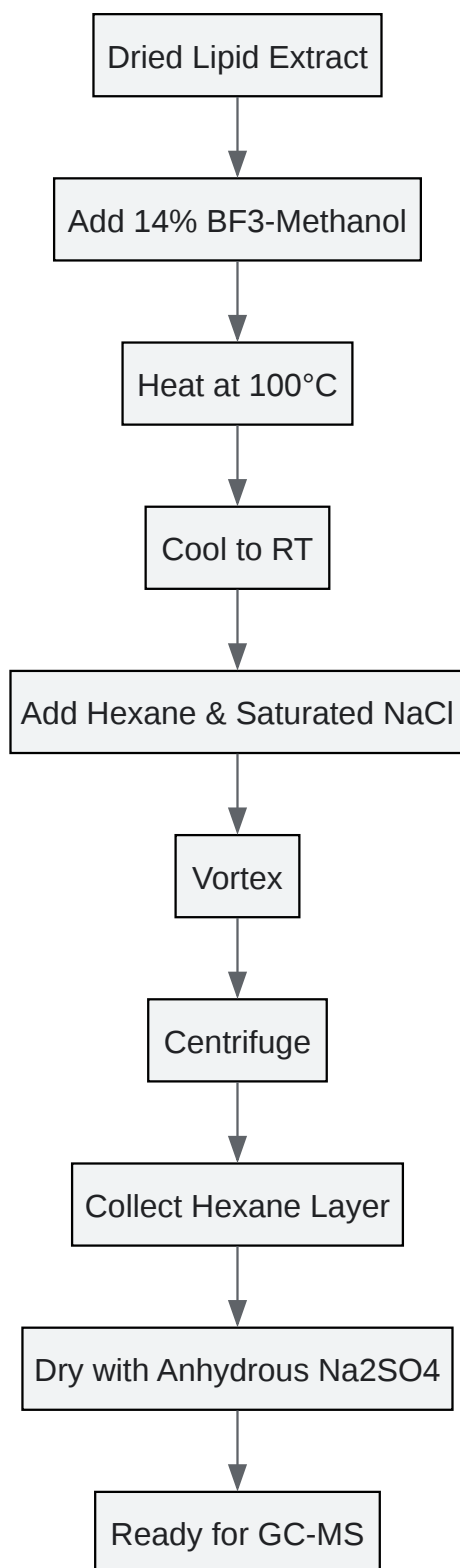 Dried Lipid Extract
Add 14% BF3-Methanol
Heat at 100°C
Cool to RT
Add Hexane & Saturated NaCl
Vortex
Centrifuge
Collect Hexane Layer
Dry with Anhydrous Na2SO4
Ready for GC-MS